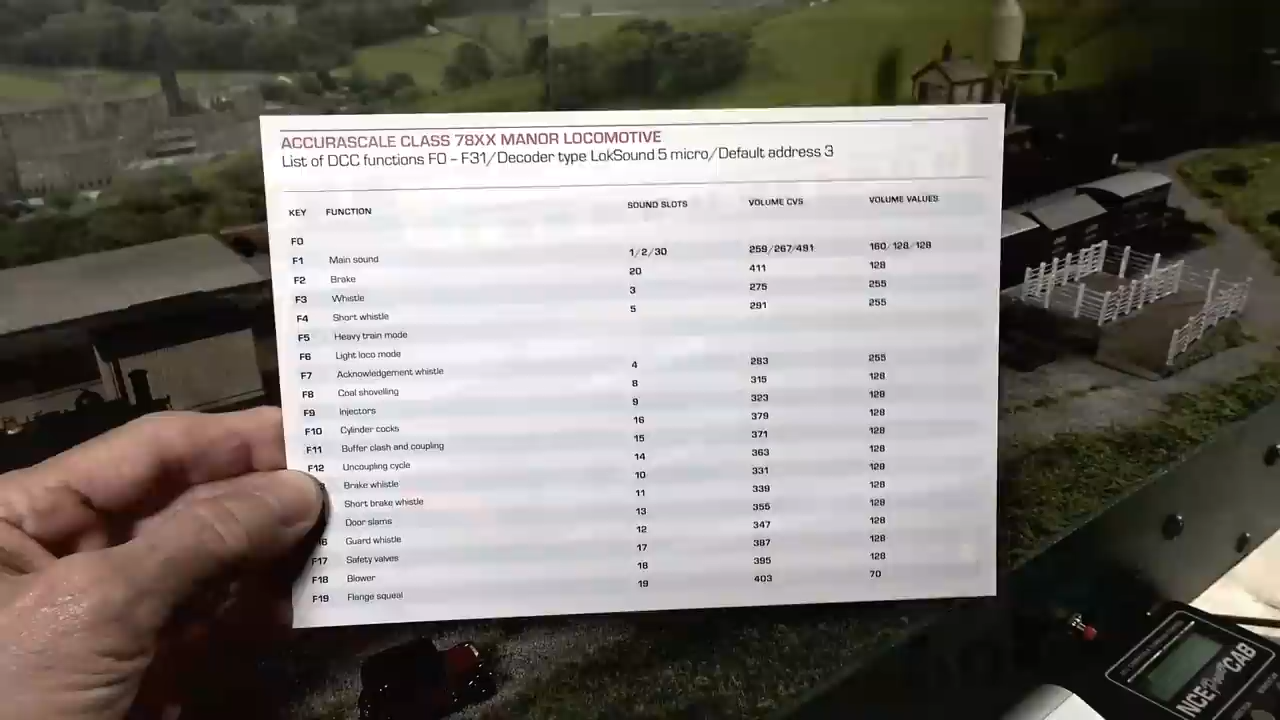 ACCURASCALE CLASS 78XX MANOR LOCOMOTIVE
List of DCC functions F0 - F31/Decoder type LokSound 5 micro/Default address 3
KEY FUNCTION SOUND SLOTS VOLUME CVS VOLUME VALUES
F0
F1 Main sound 1/2/30 259/267/491 160/128/128
F2 Brake 20 411 128
F3 Whistle 3 275 255
F4 Short whistle 5 291 255
F5 Heavy train mode
F6 Light loco mode
F7 Acknowledgement whistle 4 283 255
F8 Coal shovelling 8 315 128
F9 Injectors 9 323 128
F10 Cylinder cocks 16 379 128
F11 Buffer clash and coupling 15 371 128
F12 Uncoupling cycle 14 363 128
Brake whistle 10 331 128
Short brake whistle 11 339 128
Door slams 13 355 128
6 Guard whistle 12 347 128
F17 Safety valves 17 387 128
F18 Blower 18 395 128
F19 Flange squeal 19 403 70
NCE Power CAB